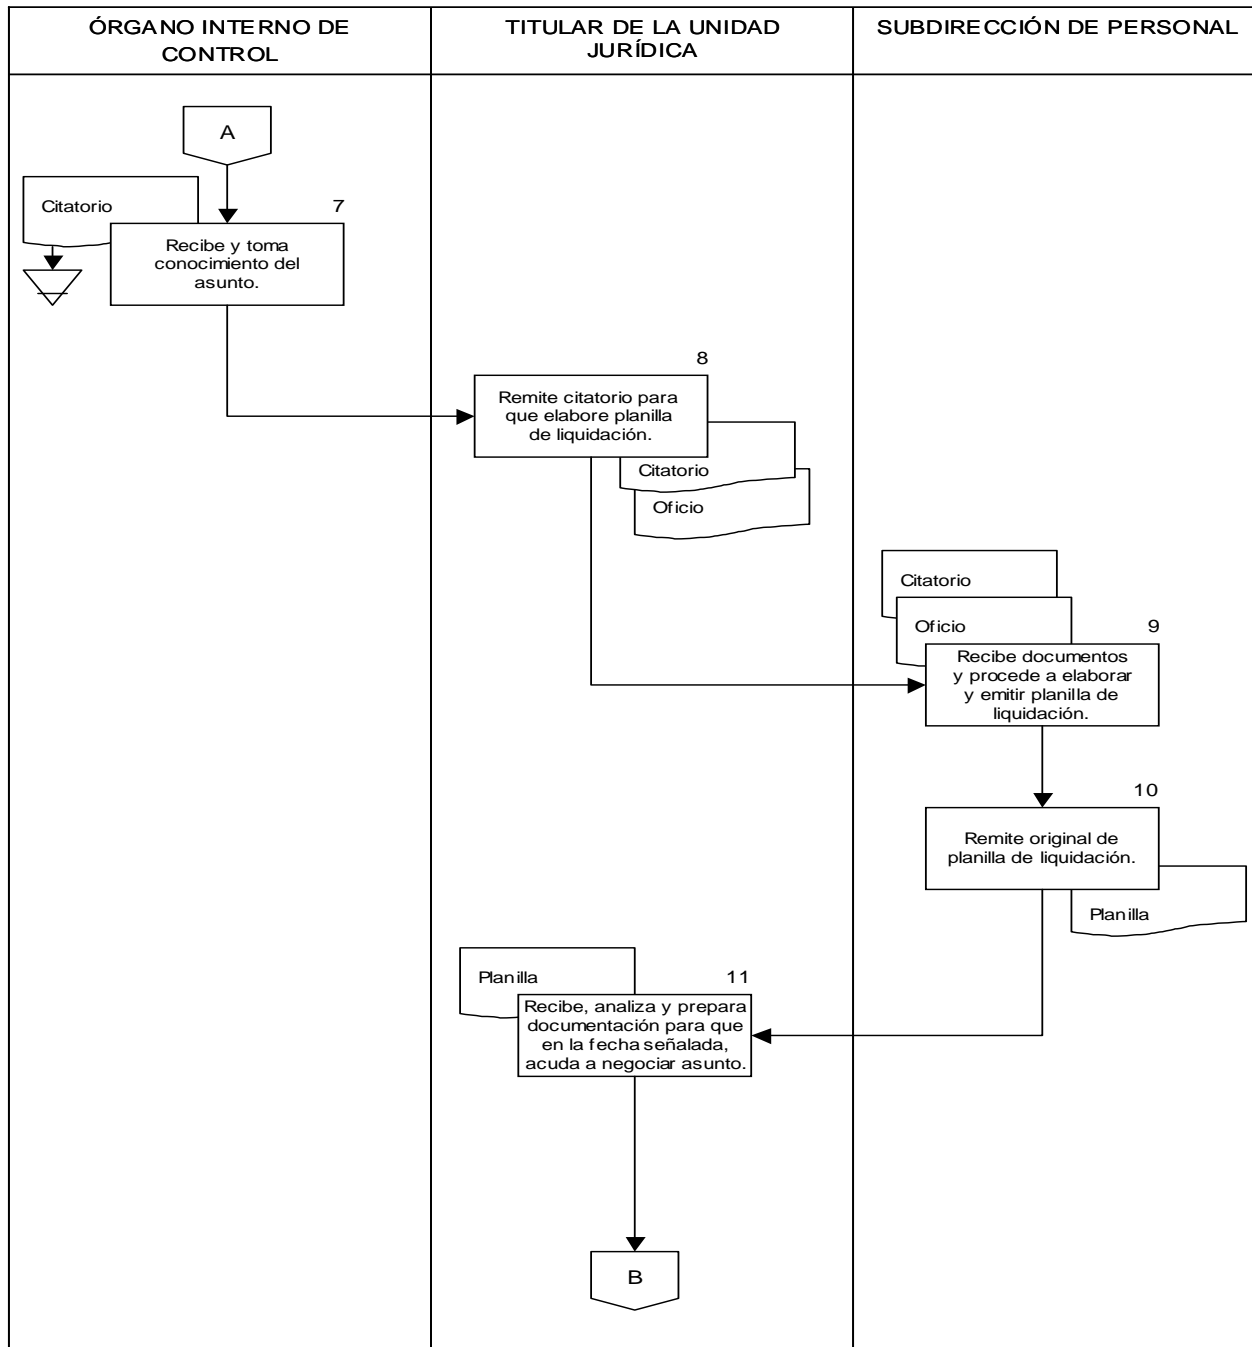 ÓRGANO INTERNO DE
CONTROL
TITULAR DE LA UNIDAD
JURÍDICA
SUBDIRECCIÓN DE PERSONAL
A
Citatorio
7
Recibe y toma
conocimiento del
asunto.
8
Remite citatorio para
que elabore planilla
de liquidación.
Citatorio
Oficio
Citatorio
Oficio
9
Recibe documentos
y procede a elaborar
y emitir planilla de
liquidación.
10
Remite original de
planilla de liquidación.
Planilla
Planilla
11
Recibe, analiza y prepara
documentación para que
en la fecha señalada,
acuda a negociar asunto.
B